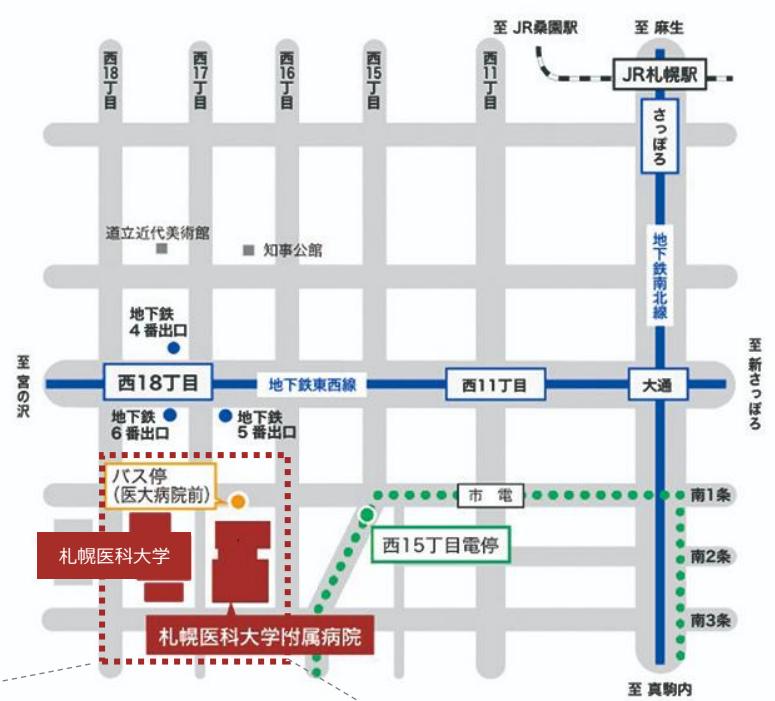 至 JR桑園駅
至 麻生
西18丁目
西17丁目
西16丁目
西15丁目
西11丁目
JR札幌駅
さっぽろ
道立近代美術館
知事公館
地下鉄南北線
地下鉄
4番出口
至 宮の沢
西18丁目
地下鉄東西線
西11丁目
大通
至 新さっぽろ
地下鉄
6番出口
地下鉄
5番出口
バス停
(医大病院前)
市 電
南1条
札幌医科大学
西15丁目電停
南2条
札幌医科大学附属病院
南3条
至 真駒内